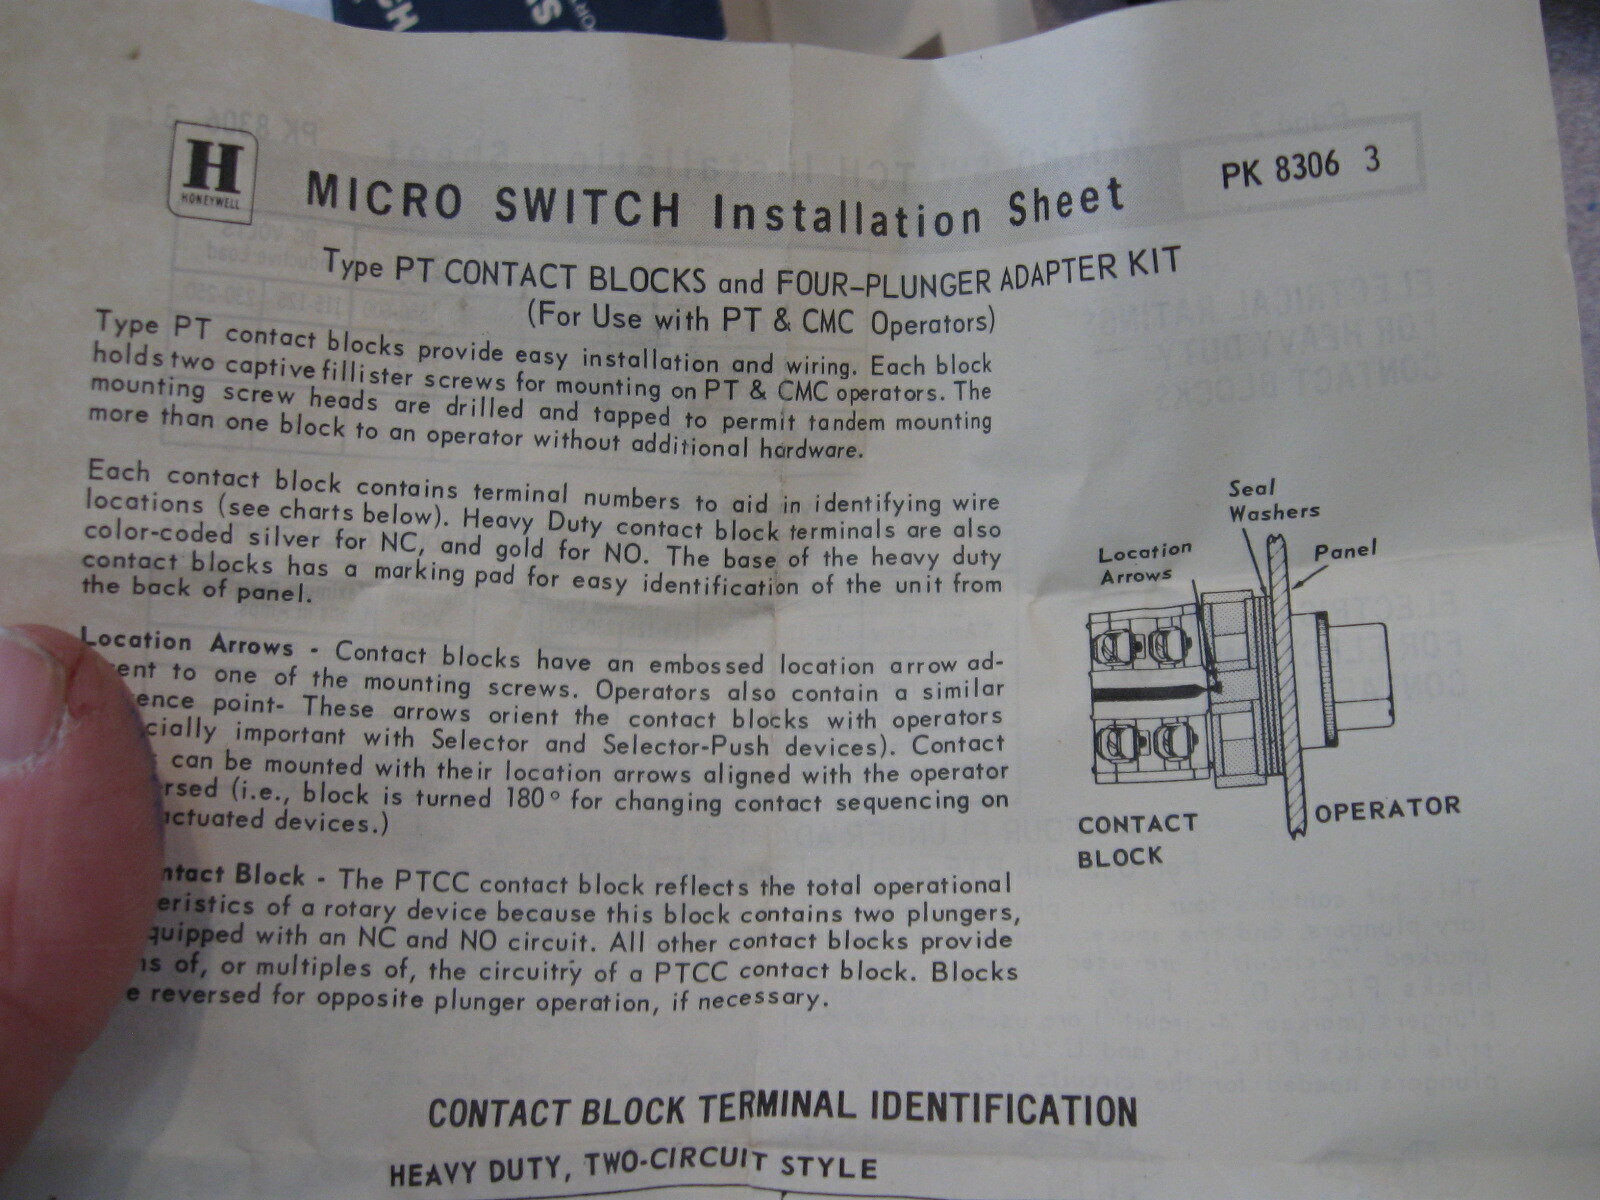 CH
H
HONEYWELL
MICRO SWITCH Installation Sheet
PK 8306 3
Type PT CONTACT BLOCKS and FOUR-PLUNGER ADAPTER KIT
(For Use with PT & CMC Operators)
Type PT contact blocks provide easy installation and wiring. Each block
holds two captive fillister screws for mounting on PT & CMC operators. The
mounting screw heads are drilled and tapped to permit tandem mounting
more than one block to an operator without additional hardware.
Each contact block contains terminal numbers to aid in identifying wire
locations (see charts below). Heavy Duty contact block terminals are also
color-coded silver for NC, and gold for NO. The base of the heavy duty
contact blocks has a marking pad for easy identification of the unit from
the back of panel.
Location Arrows - Contact blocks have an embossed location arrow ad-
ent to one of the mounting screws. Operators also contain a similar
ence point- These arrows orient the contact blocks with operators
cially important with Selector and Selector-Push devices). Contact
can be mounted with their location arrows aligned with the operator
rsed (i.e., block is turned 180° for changing contact sequencing on
actuated devices.)
ntact Block - The PTCC contact block reflects the total operational
eristics of a rotary device because this block contains two plungers,
quipped with an NC and NO circuit. All other contact blocks provide
ns of, or multiples of, the circuitry of a PTCC contact block. Blocks
e reversed for opposite plunger operation, if necessary.
Seal
Washers
Location
Arrows
Panel
CONTACT
BLOCK
OPERATOR
CONTACT BLOCK TERMINAL IDENTIFICATION
HEAVY DUTY, TWO-CIRCUIT STYLE